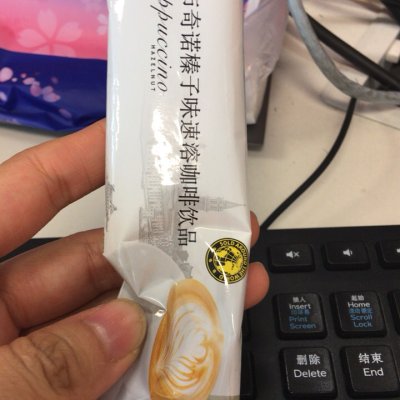 奇诺榛子味速溶咖啡饮品
ppuccino
HAZELNUT
插入
Insert
Print
Screen
起始
Home
Scroll
Lock
删除
Delete
结束
End